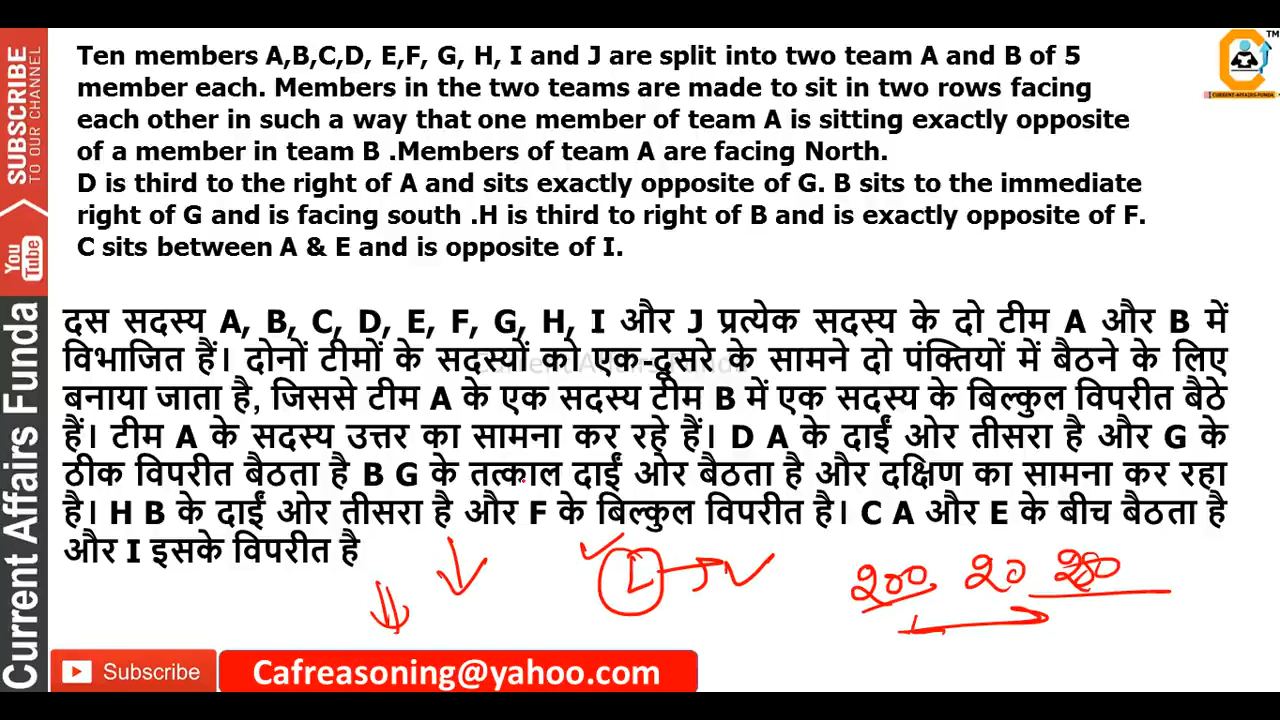 Ten members A,B,C,D, E,F, G, H, I and J are split into two team A and B of 5
member each. Members in the two teams are made to sit in two rows facing
each other in such a way that one member of team A is sitting exactly opposite
of a member in team B .Members of team A are facing North.
D is third to the right of A and sits exactly opposite of G. B sits to the immediate
right of G and is facing south .H is third to right of B and is exactly opposite of F.
C sits between A & E and is opposite of I.
दस सदस्य A, B, C, D, E, F, G, H, I और J प्रत्येक सदस्य के दो टीम A और B में
विभाजित हैं। दोनों टीमों के सदस्यों को एक-दूसरे के सामने दो पंक्तियों में बैठने के लिए
बनाया जाता है, जिससे टीम A के एक सदस्य टीम B में एक सदस्य के बिल्कुल विपरीत बैठे
हैं। टीम A के सदस्य उत्तर का सामना कर रहे हैं। D A के दाईं ओर तीसरा है और G के
ठीक विपरीत बैठता है B G के तत्काल दाईं ओर बैठता है और दक्षिण का सामना कर रहा
है। H B के दाईं ओर तीसरा है और F के बिल्कुल विपरीत है। C A और E के बीच बैठता है
और I इसके विपरीत है
SUBSCRIBE
TO OUR CHANNEL
You Tube
Current Affairs Funda
Current Affairs Funda
CURRENT-AFFAIRS-FUNDA
TM
200 20
Subscribe
Cafreasoning@yahoo.com